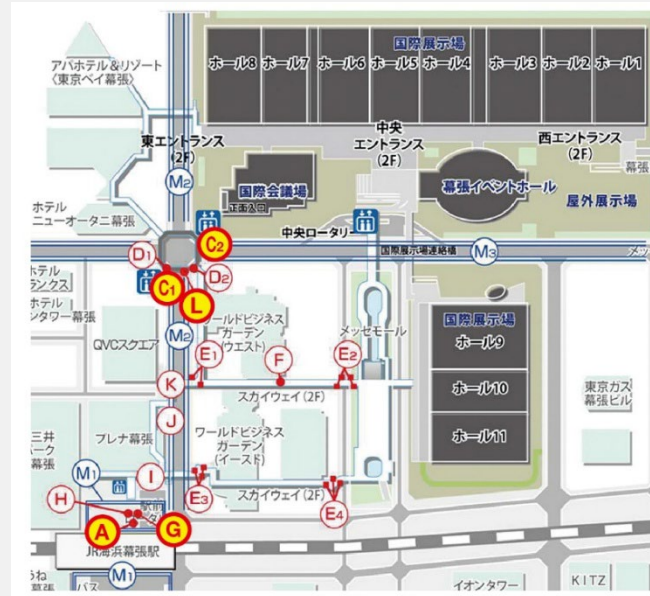 国際展示場
ホール8
ホール7
ホール6
ホール5
ホール4
ホール3
ホール2
ホール1
アパホテル&リゾート
〈東京ベイ幕張〉
東エントランス
(2F)
中央
エントランス
(2F)
西エントランス
(2F)
幕張
M2
国際会議場
正面入口
幕張イベントホール
屋外展示場
ホテル
ニューオータニ幕張
中央ロータリー
C2
D1
国際展示場連絡橋
M3
メッ
ホテル
D2
C1
L
ホテル
ンタワー幕張
M2
ワールドビジネス
ガーデン
(ウエスト)
メッセモール
国際展示場
ホール9
QVCスクエア
E1
F
E2
K
スカイウェイ(2F)
ホール10
東京ガス
幕張ビル
J
プレナ幕張
ワールドビジネス
ガーデン
(イースト)
ホール11
三井
幕張
M1
I
H
E3
スカイウェイ(2F)
E4
駅前
A
G
JR海浜幕張駅
M1
バス
イオンタワー
KITZ